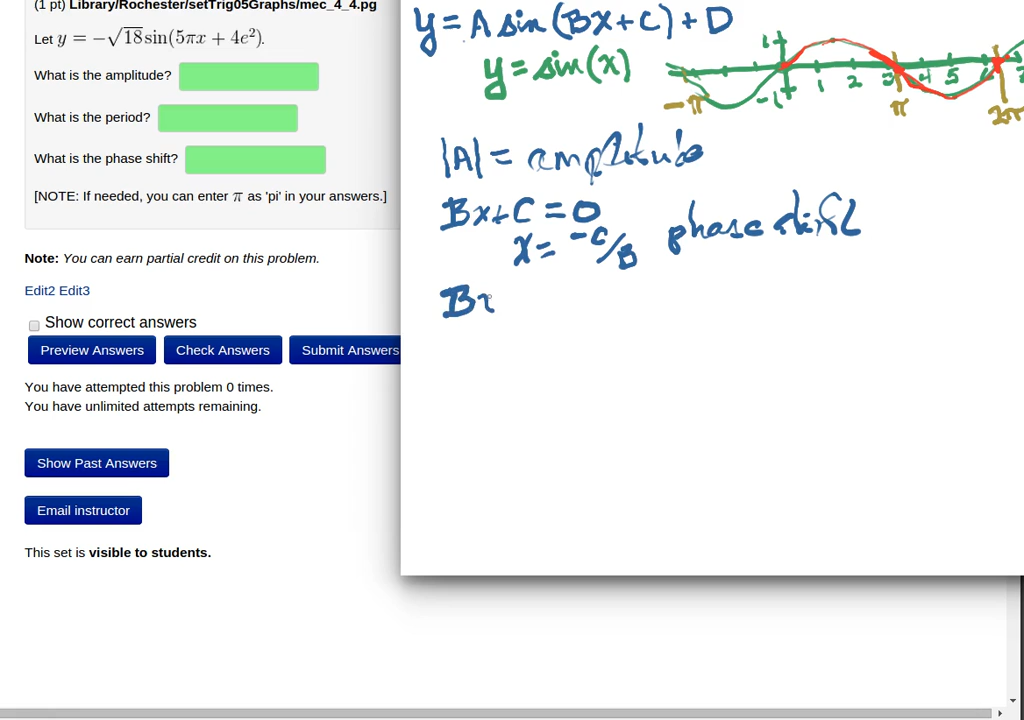 (1 pt) Library/Rochester/setTrig05Graphs/mec_4_4.pg
Let y = −√18 sin(5πx + 4e²).
What is the amplitude?
What is the period?
What is the phase shift?
[NOTE: If needed, you can enter π as 'pi' in your answers.]
Note: You can earn partial credit on this problem.
Edit2 Edit3
Show correct answers
Preview Answers Check Answers Submit Answers
You have attempted this problem 0 times.
You have unlimited attempts remaining.
Show Past Answers
Email instructor
This set is visible to students.
y = A sin(Bx+C) + D
y = sin(x)
1
-1 1 2 3 4 5 6
-π π 2π
|A| = amplitude
Bx+C = 0
x = -C/B phase shift
Bx